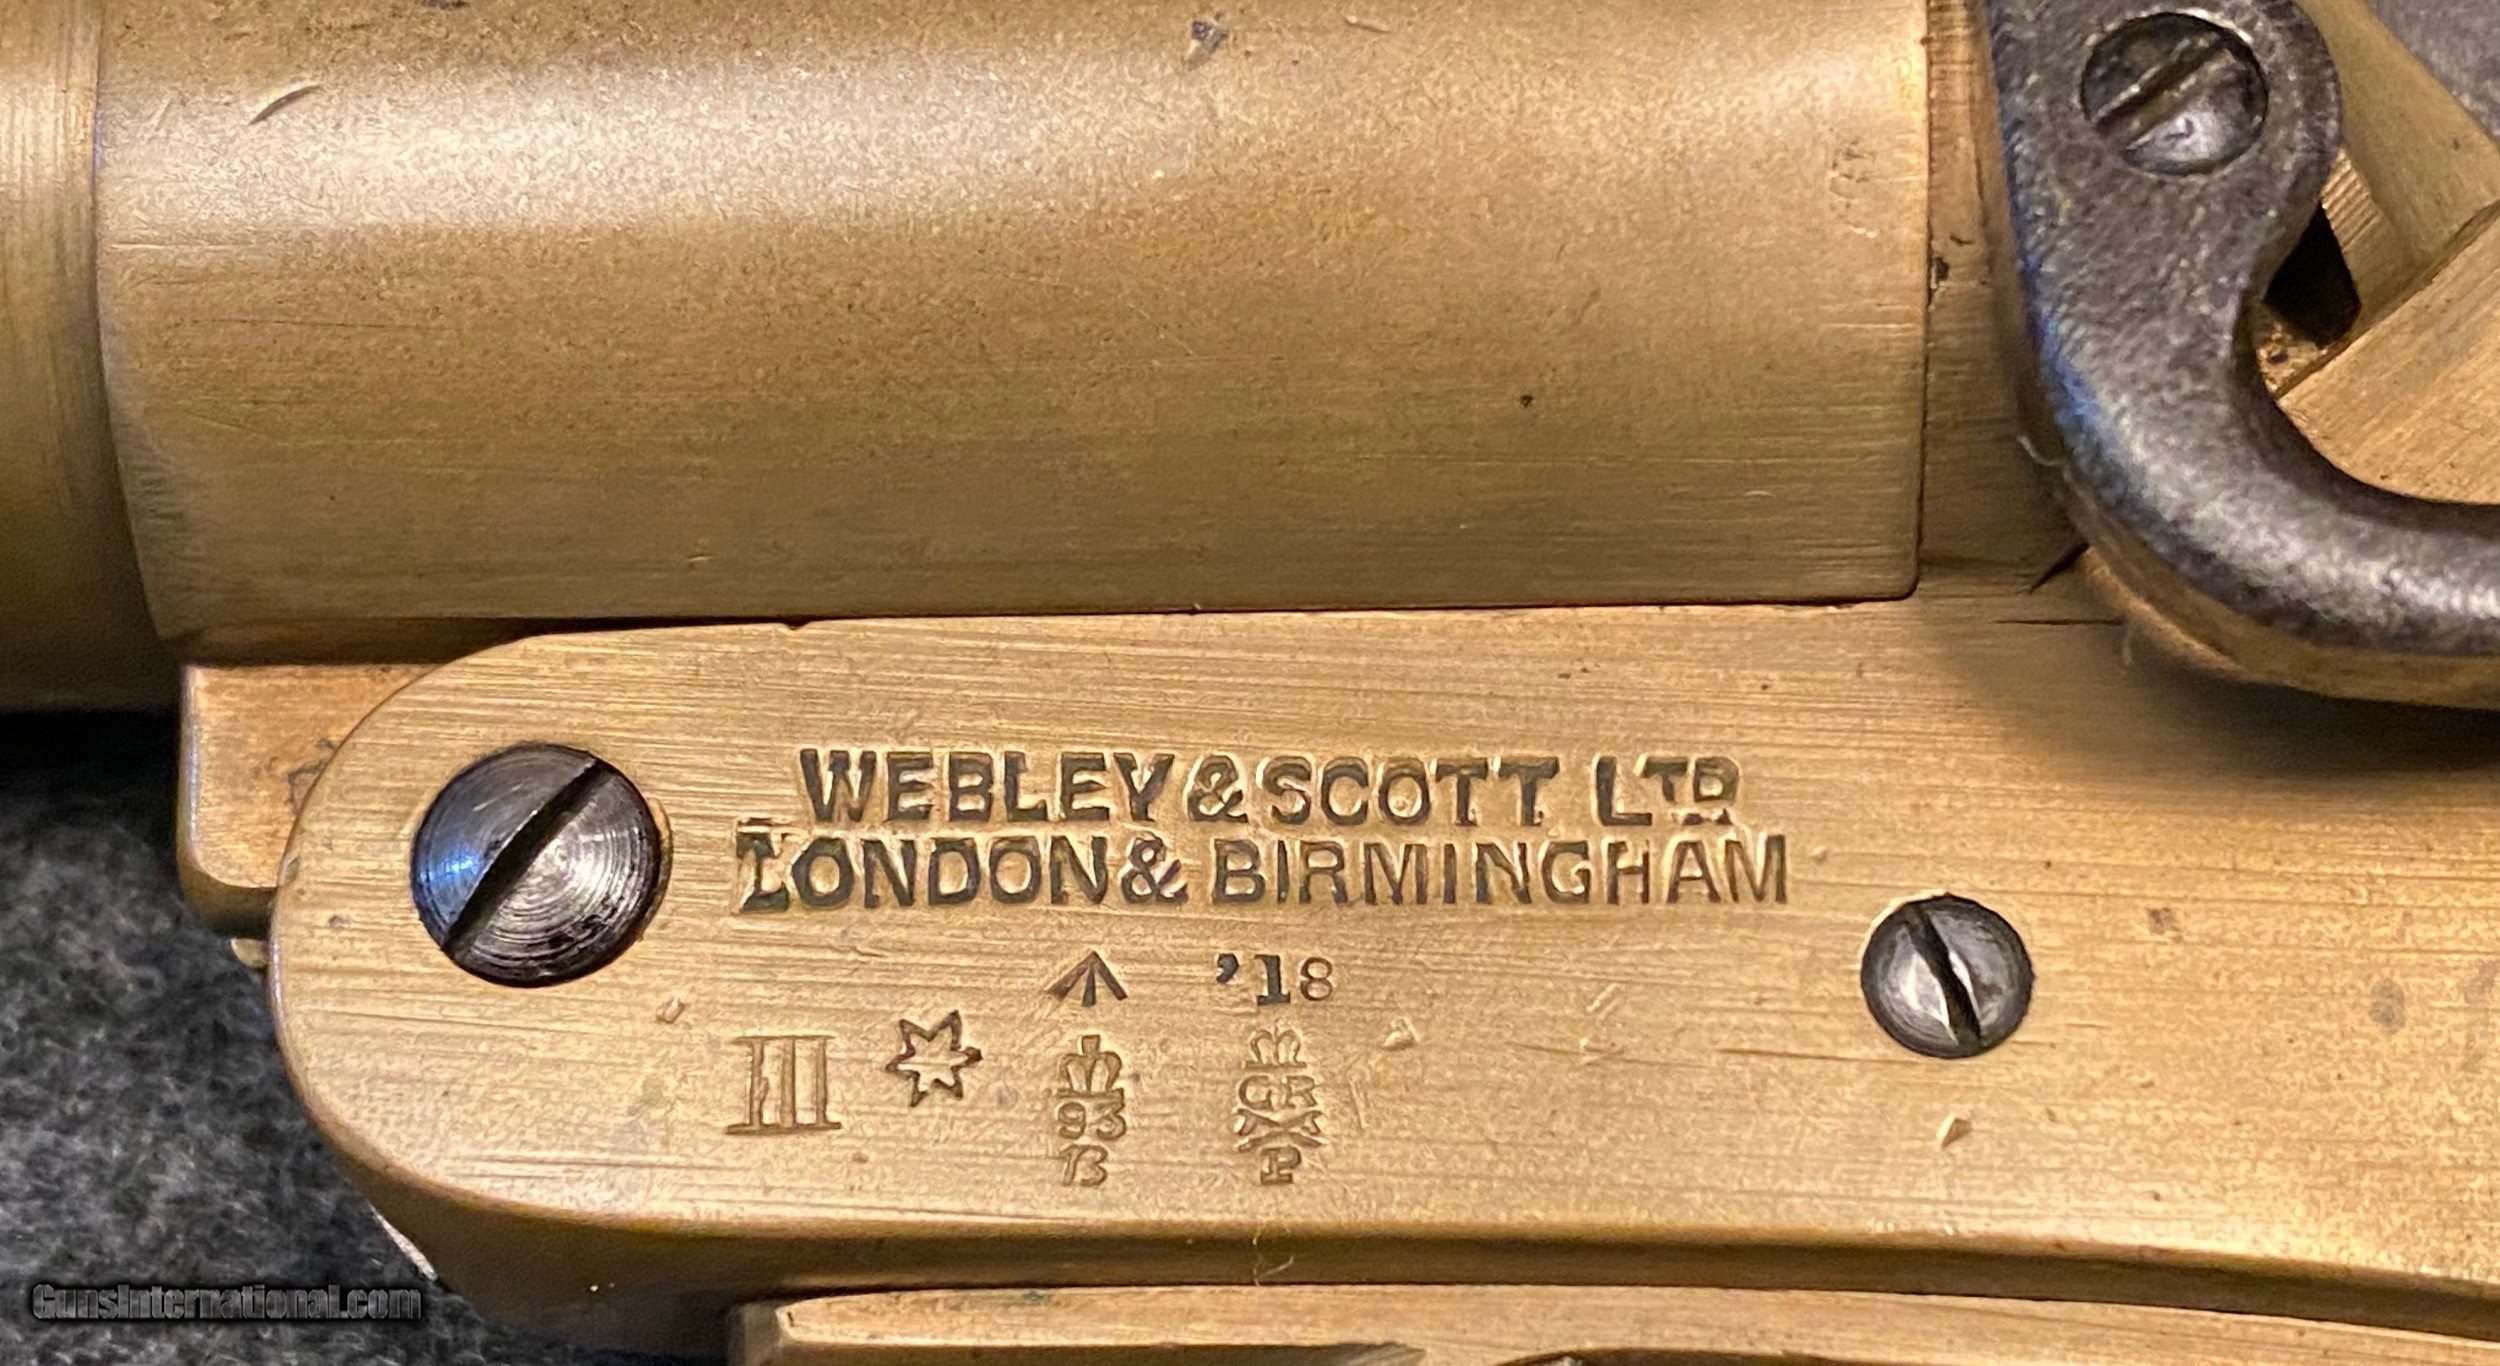 WEBLEY & SCOTT LTD
LONDON & BIRMINGHAM
'18
III
93
B
GR
P
GunsInternational.com